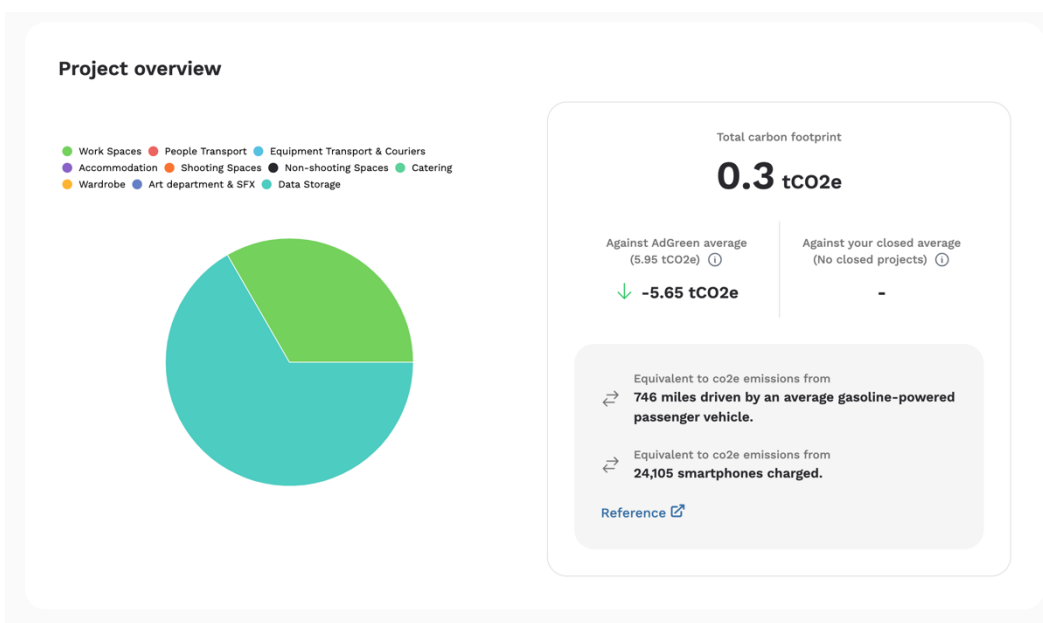 Project overview
Work Spaces People Transport Equipment Transport & Couriers
Accommodation Shooting Spaces Non-shooting Spaces Catering
Wardrobe Art department & SFX Data Storage
Total carbon footprint
0.3 tCO2e
Against AdGreen average
(5.95 tCO2e)
-5.65 tCO2e
Against your closed average
(No closed projects)
-
Equivalent to co2e emissions from
746 miles driven by an average gasoline-powered
passenger vehicle.
Equivalent to co2e emissions from
24,105 smartphones charged.
Reference